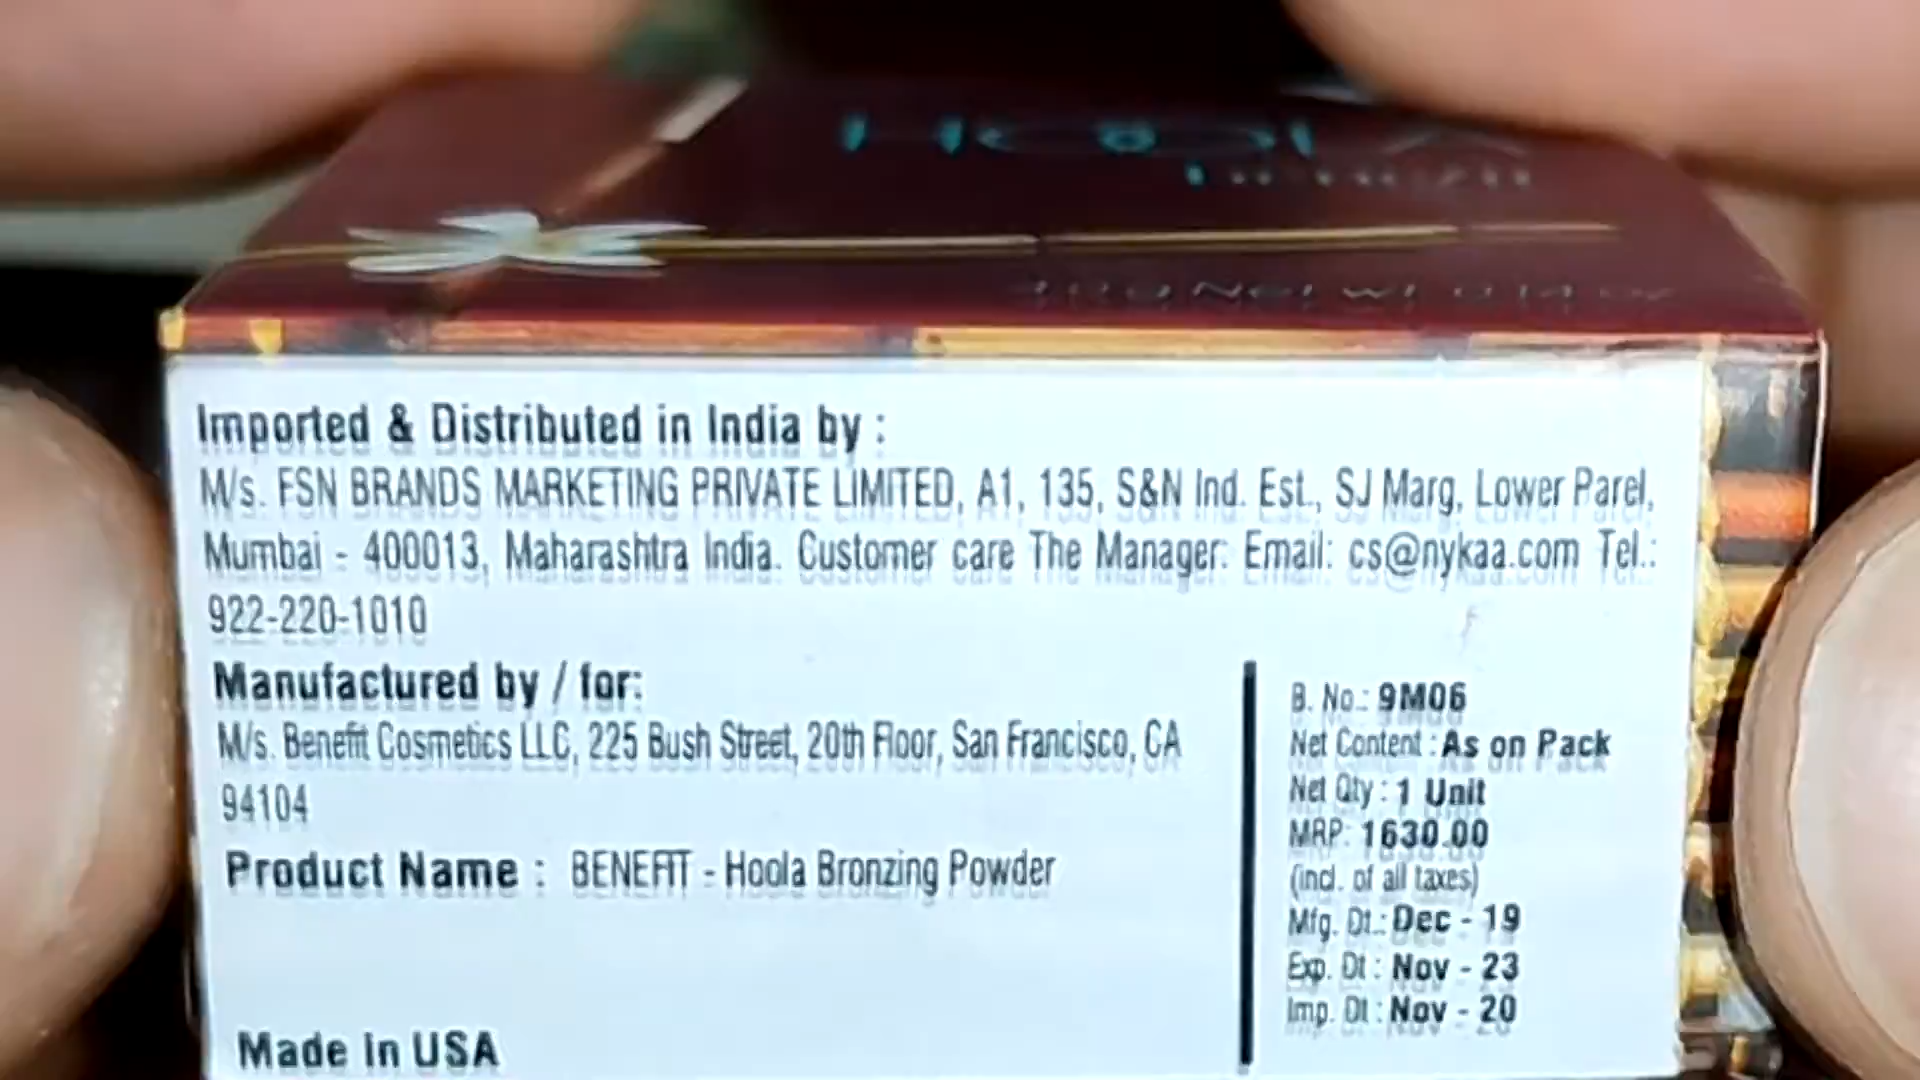 HOOLA
Imported & Distributed in India by :
M/s. FSN BRANDS MARKETING PRIVATE LIMITED, A1, 135, S&N Ind. Est., SJ Marg, Lower Parel,
Mumbai - 400013, Maharashtra India. Customer care The Manager: Email: cs@nykaa.com Tel.:
922-220-1010
Manufactured by / for:
M/s. Benefit Cosmetics LLC, 225 Bush Street, 20th Floor, San Francisco, CA
94104
Product Name : BENEFIT - Hoola Bronzing Powder
Made in USA
B. No.: 9M06
Net Content : As on Pack
Net Qty : 1 Unit
MRP: 1630.00
(incl. of all taxes)
Mfg. Dt.: Dec - 19
Exp. Dt : Nov - 23
Imp. Dt : Nov - 20